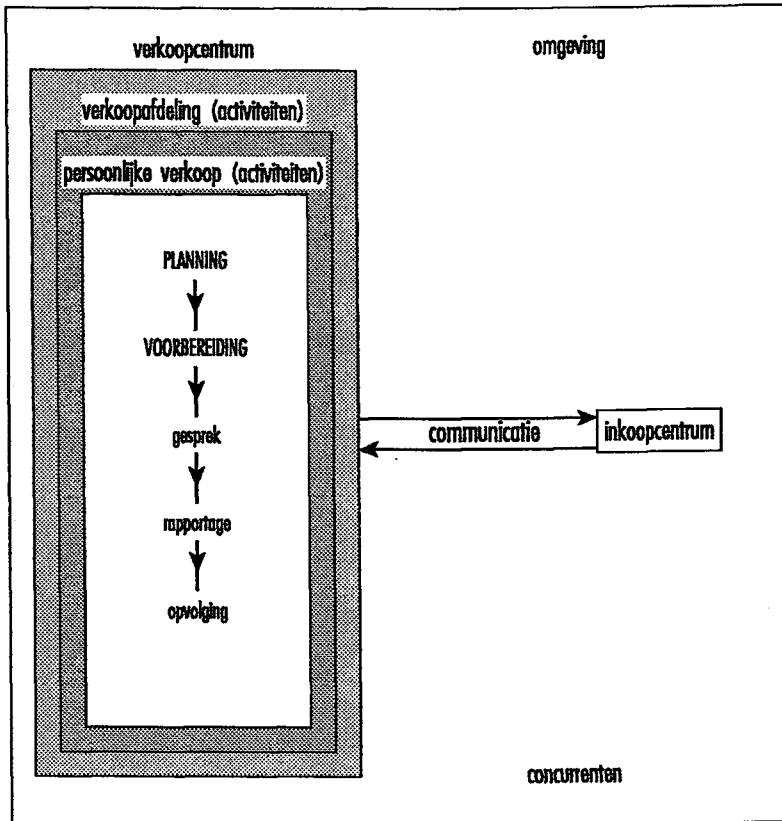 verkoopcentrum
omgeving
verkoopafdeling (activiteiten)
persoonlijke verkoop (activiteiten)
PLANNING
VOORBEREIDING
gesprek
rapportage
opvolging
communicatie
inkoopcentrum
concurrenten